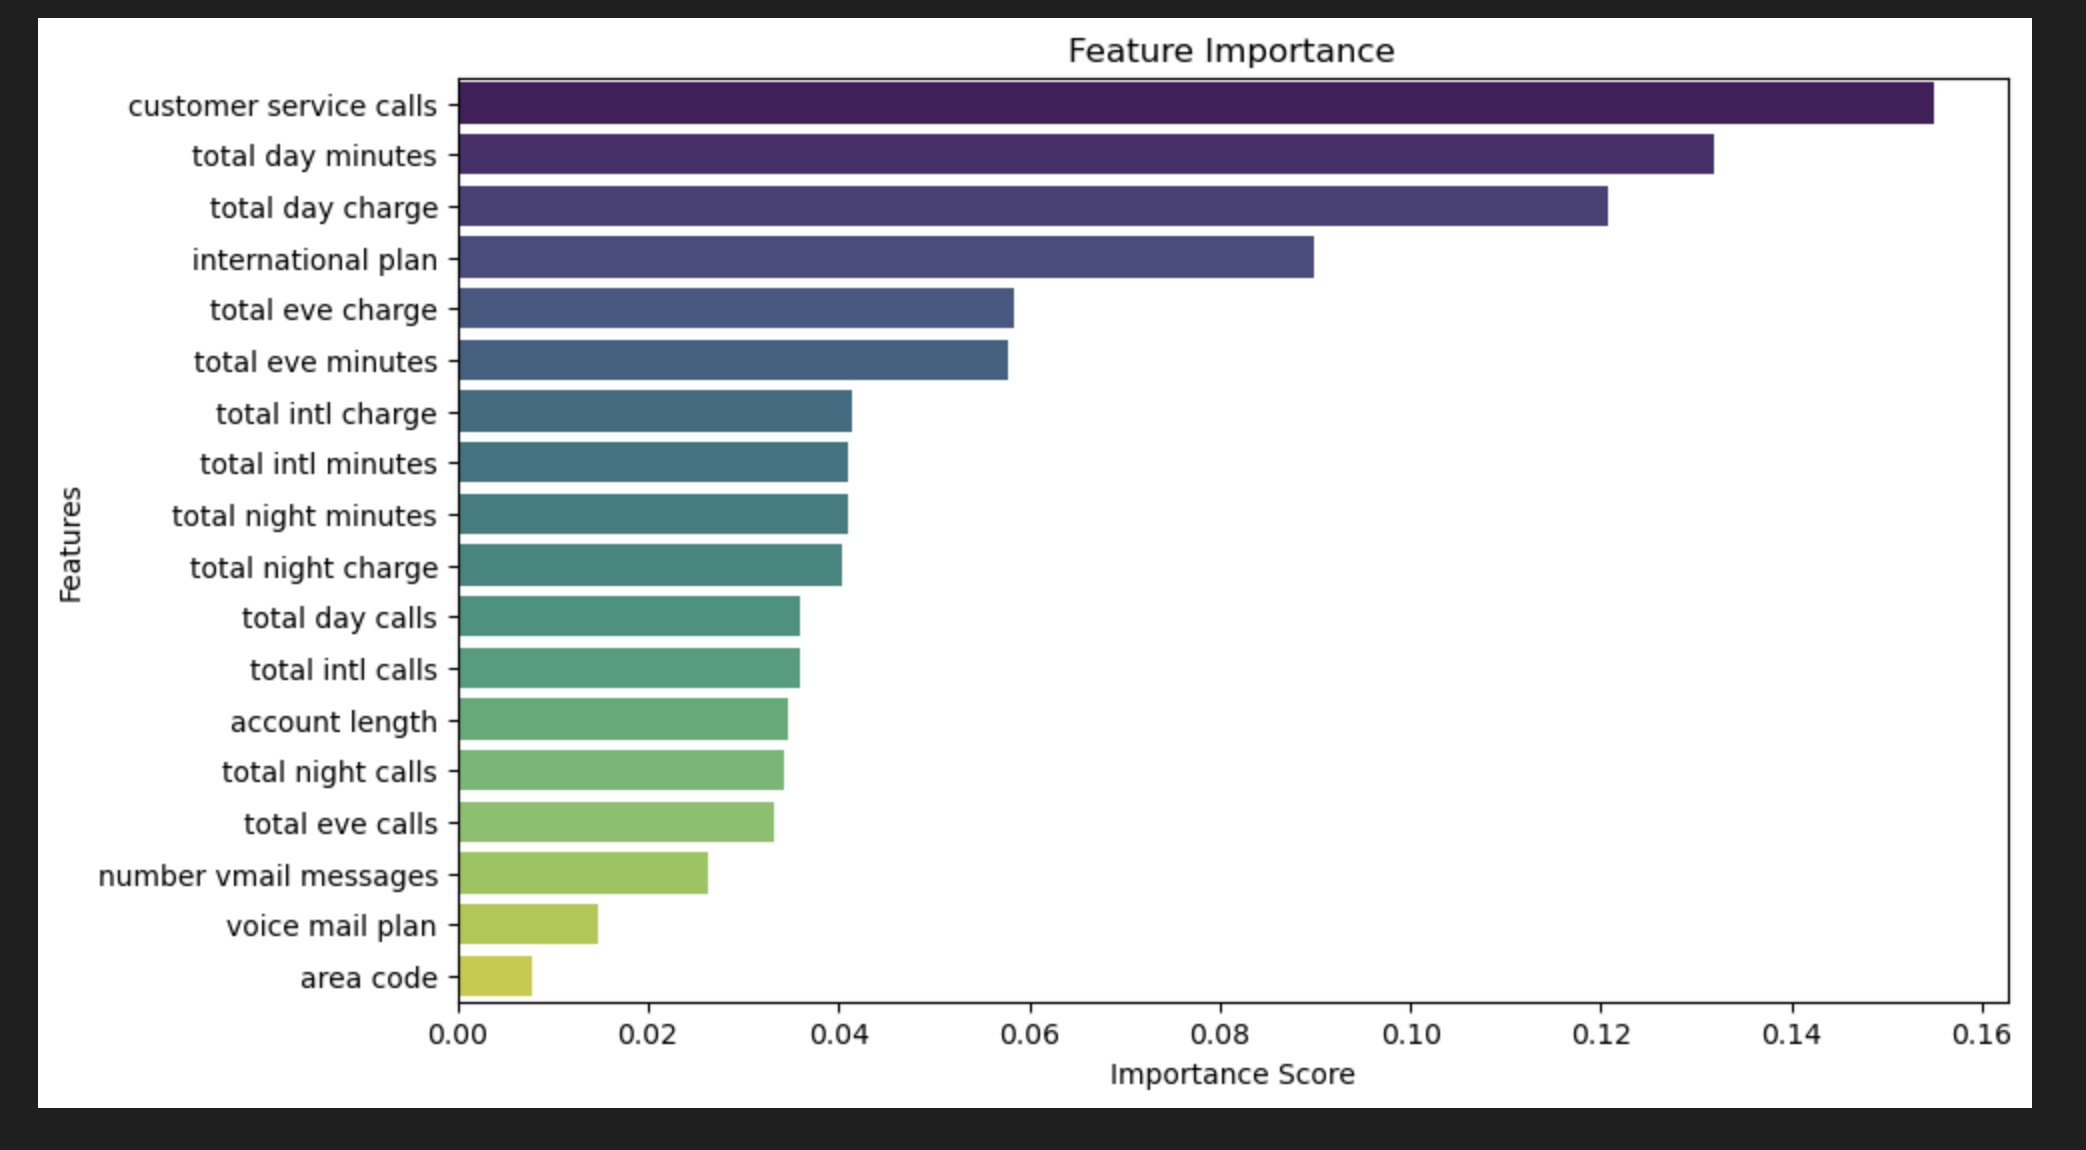 Feature Importance
customer service calls
total day minutes
total day charge
international plan
total eve charge
total eve minutes
total intl charge
total intl minutes
total night minutes
total night charge
total day calls
total intl calls
account length
total night calls
total eve calls
number vmail messages
voice mail plan
area code
Features
0.00 0.02 0.04 0.06 0.08 0.10 0.12 0.14 0.16
Importance Score